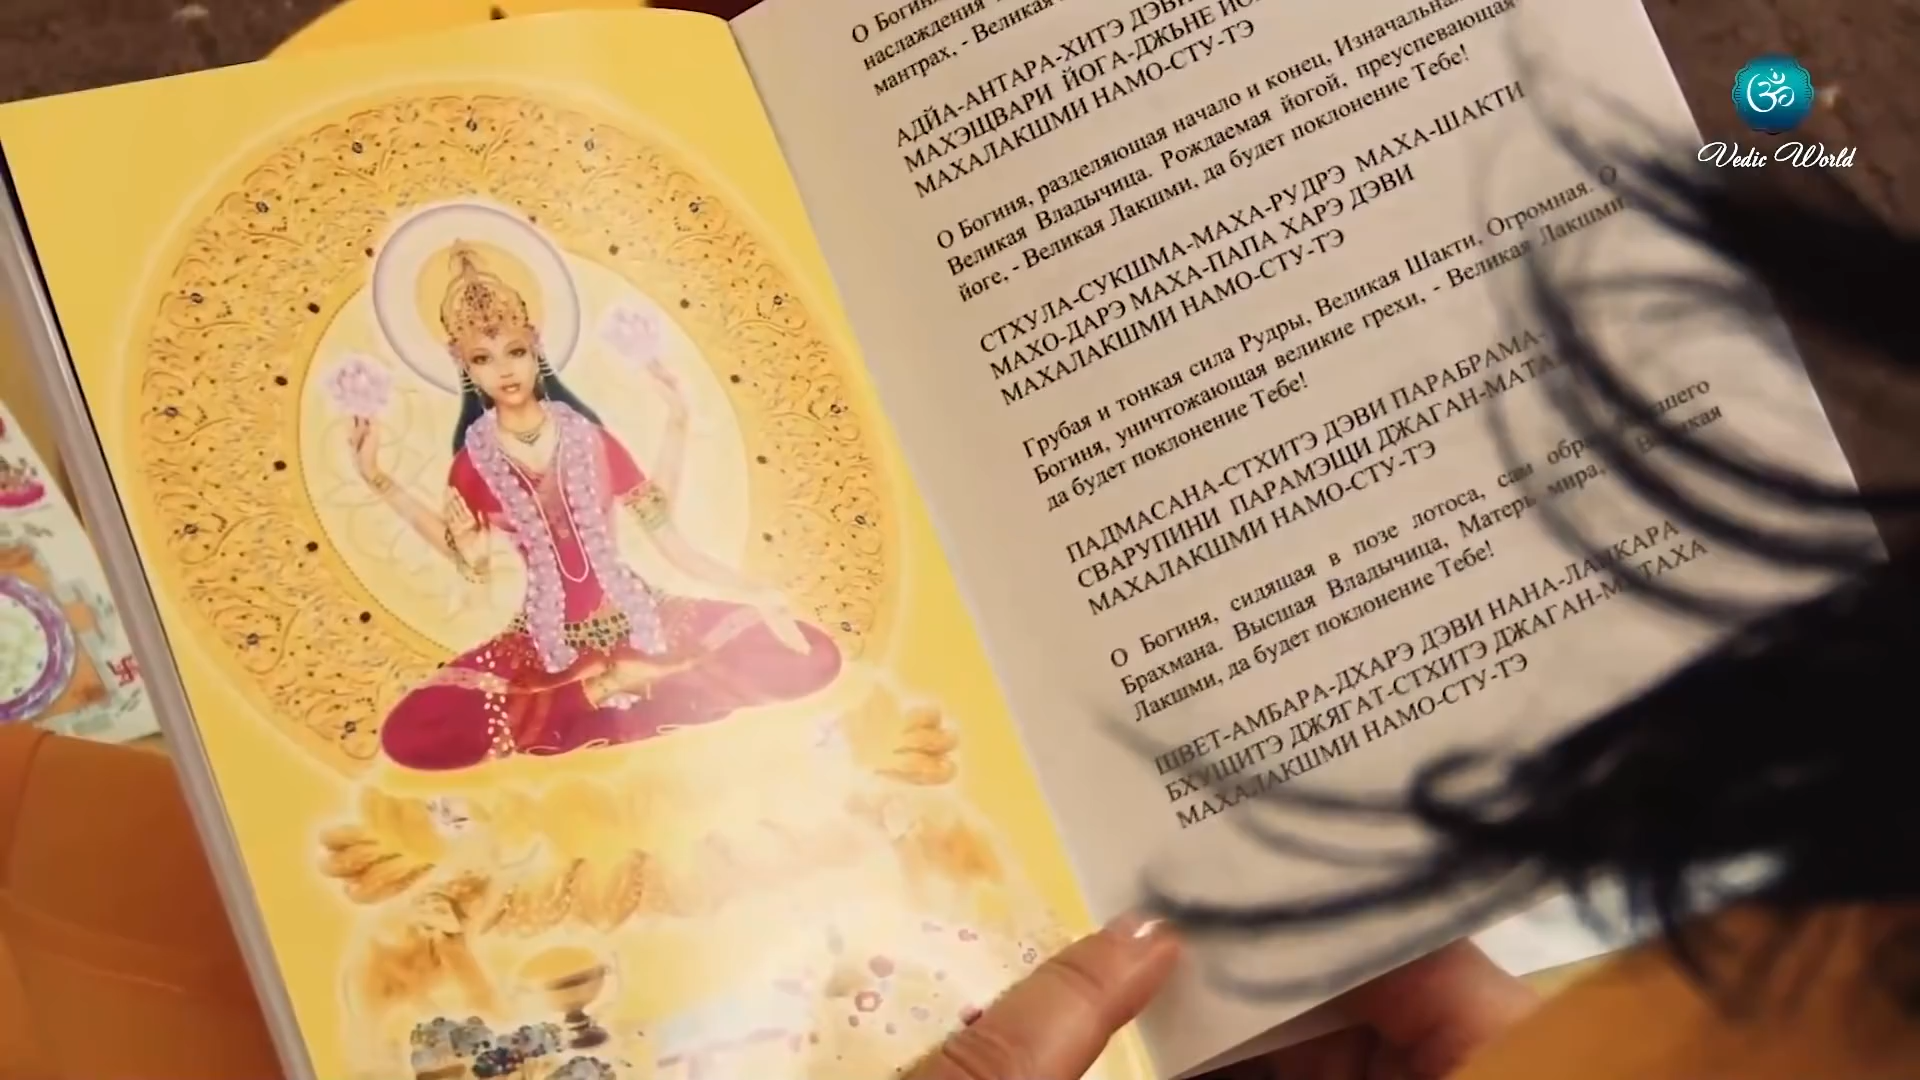 О Богиня
наслаждения
мантрах, - Великая
АДЙА-АНТАРА-ХИТЭ ДЭВИ
МАХЭЩВАРИ ЙОГА-ДЖЬНЕ
МАХАЛАКШМИ НАМО-СТУ-ТЭ
О Богиня, разделяющая начало и конец, Изначальная
Великая Владычица. Рождаемая йогой, преуспевающая
йоге, - Великая Лакшми, да будет поклонение Тебе!
СТХУЛА-СУКШМА-МАХА-РУДРЭ МАХА-ШАКТИ
МАХО-ДАРЭ МАХА-ПАПА ХАРЭ ДЭВИ
МАХАЛАКШМИ НАМО-СТУ-ТЭ
Грубая и тонкая сила Рудры, Великая Шакти, Огромная. О
Богиня, уничтожающая великие грехи, - Великая Лакшми
да будет поклонение Тебе!
ПАДМАСАНА-СТХИТЭ ДЭВИ ПАРАБРАМА-
СВАРУПИНИ ПАРАМЭЩИ ДЖАГАН-МАТА
МАХАЛАКШМИ НАМО-СТУ-ТЭ
О Богиня, сидящая в позе лотоса, сам
Брахмана. Высшая Владычица, Матерь мира,
Лакшми, да будет поклонение Тебе!
ШВЕТ-АМБАРА-ДХАРЭ ДЭВИ НАНА-ЛАНКАРА
БХУЩИТЭ ДЖЯГАТ-СТХИТЭ ДЖАГАН-МАТАХА
МАХАЛАКШМИ НАМО-СТУ-ТЭ
ॐ
Vedic World